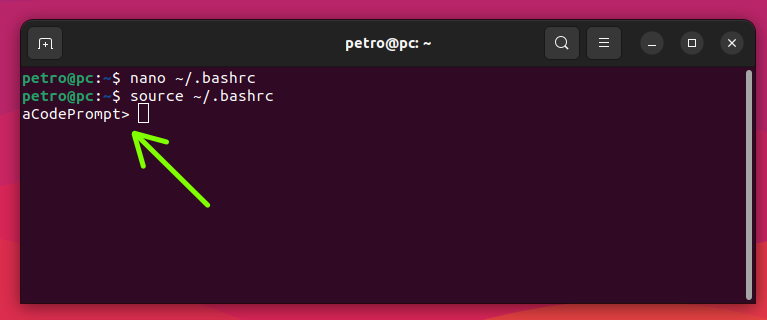 petro@pc: ~
petro@pc:~$ nano ~/.bashrc
petro@pc:~$ source ~/.bashrc
aCodePrompt>